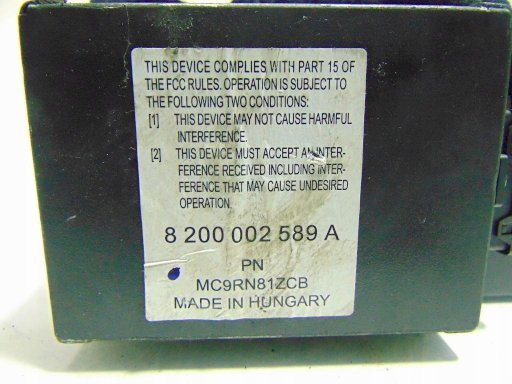 THIS DEVICE COMPLIES WITH PART 15 OF
THE FCC RULES. OPERATION IS SUBJECT TO
THE FOLLOWING TWO CONDITIONS:
[1] THIS DEVICE MAY NOT CAUSE HARMFUL
INTERFERENCE.
[2] THIS DEVICE MUST ACCEPT AN INTER-
FERENCE RECEIVED INCLUDING INTER-
FERENCE THAT MAY CAUSE UNDESIRED
OPERATION.
8 200 002 589 A
PN
MC9RN81ZCB
MADE IN HUNGARY